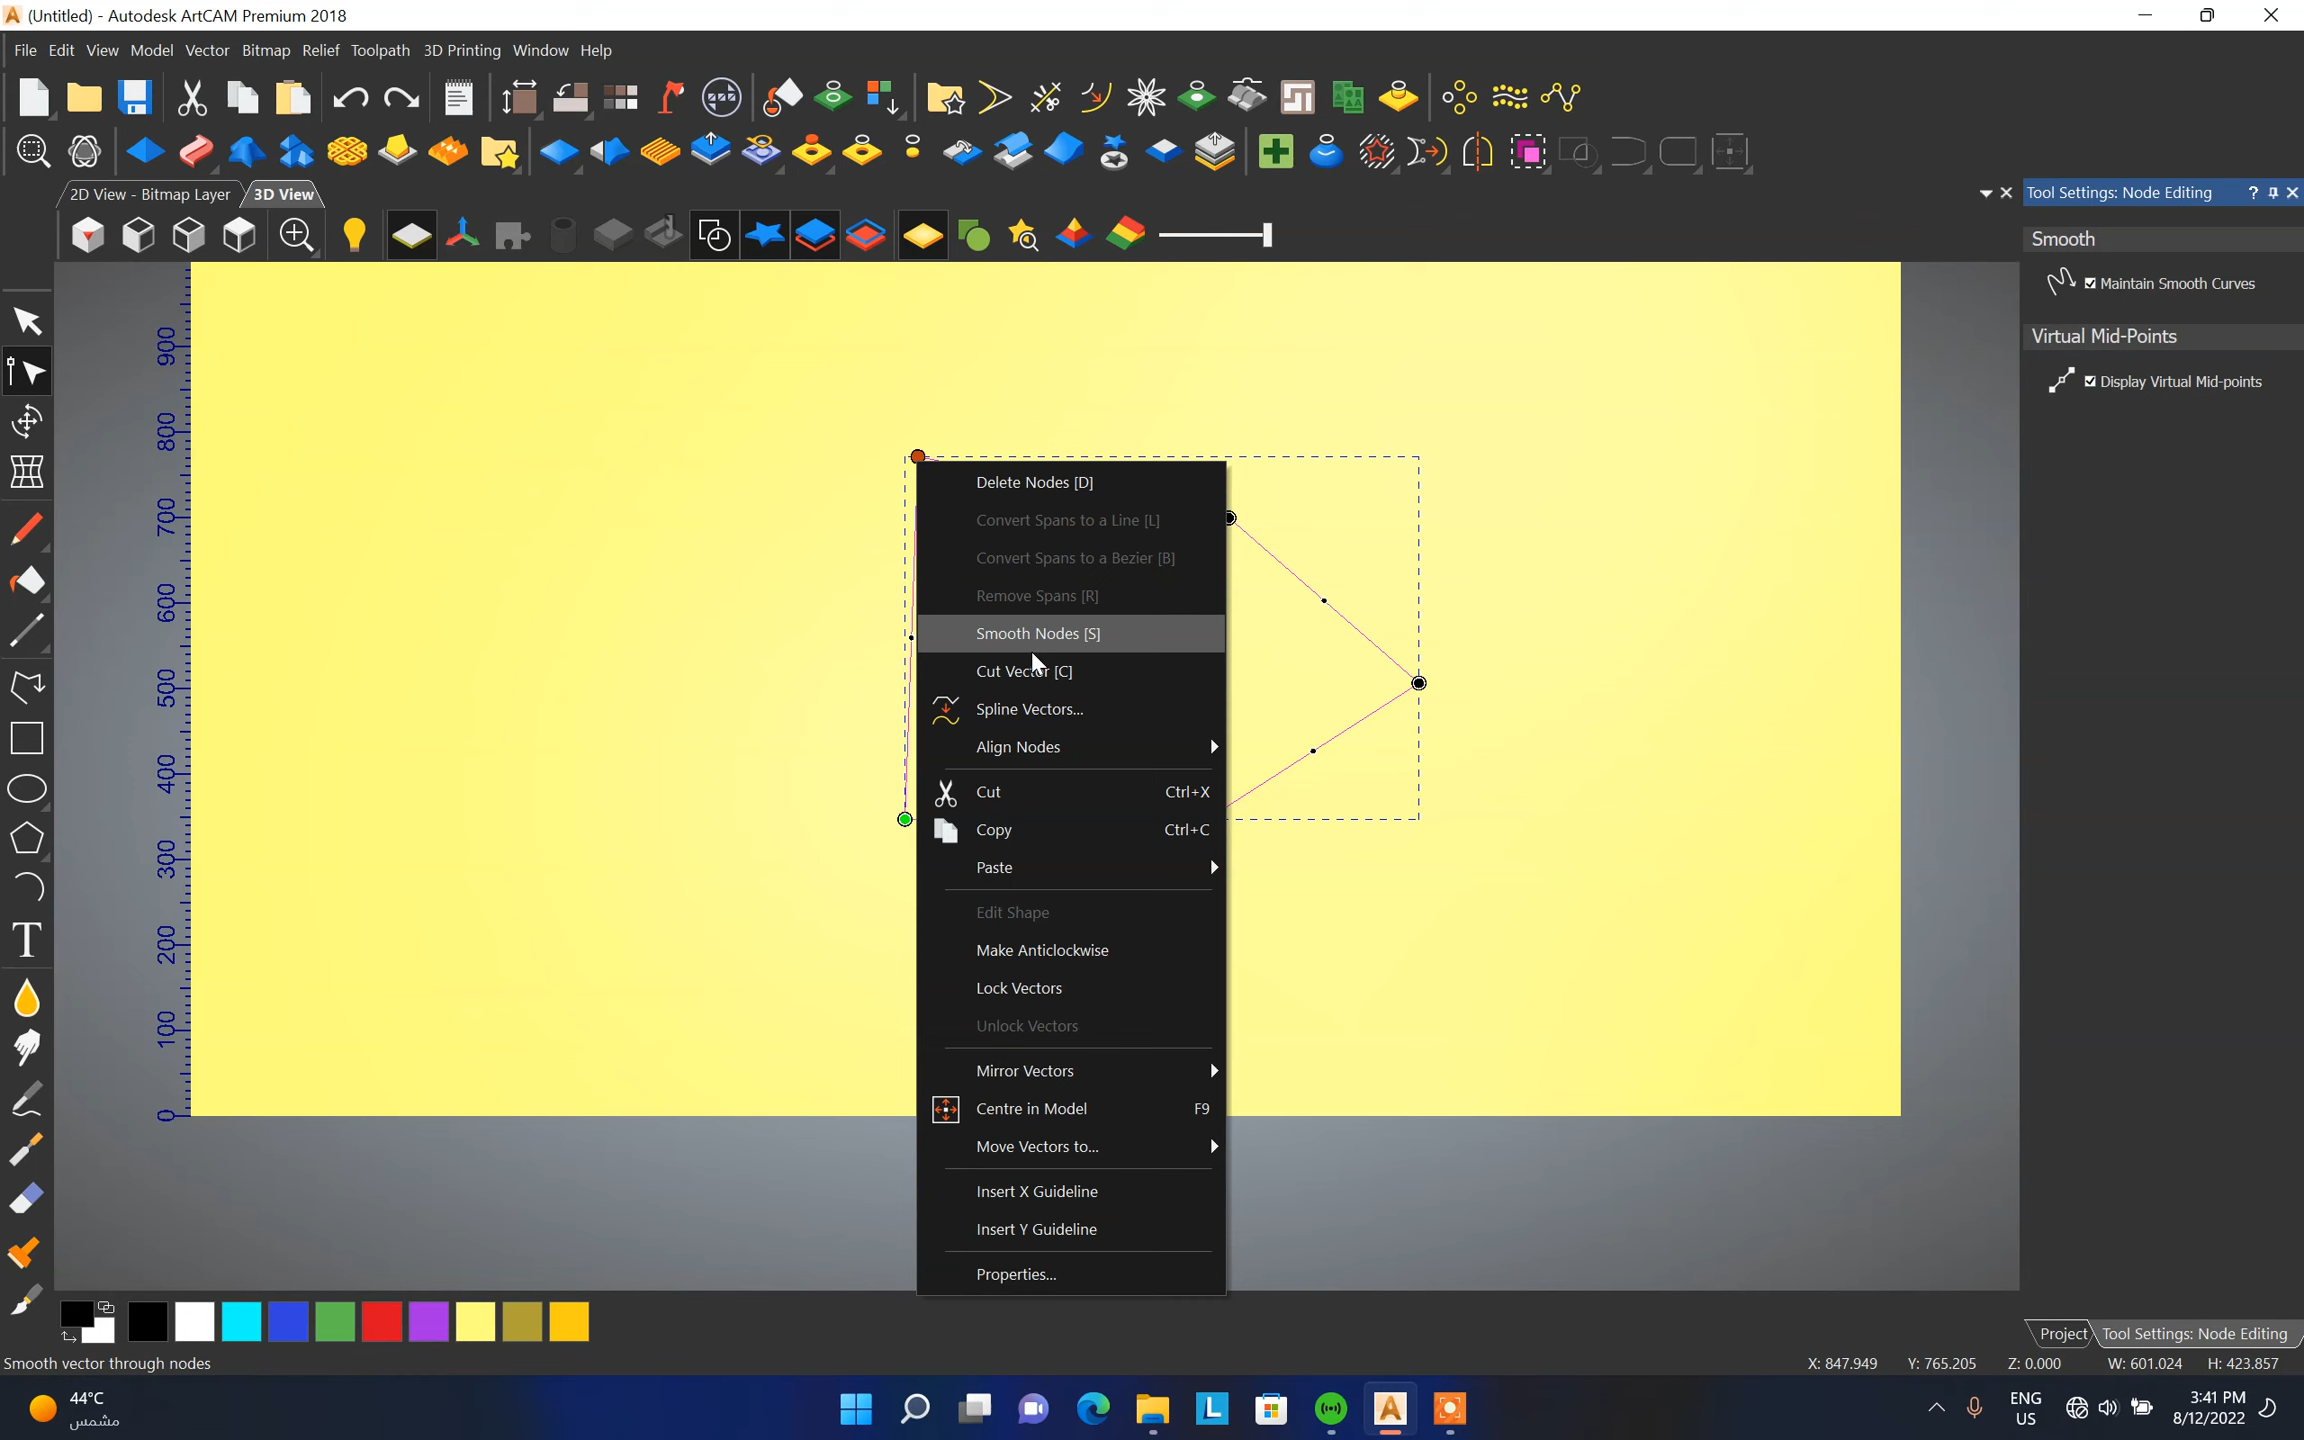 (Untitled) - Autodesk ArtCAM Premium 2018
File Edit View Model Vector Bitmap Relief Toolpath 3D Printing Window Help
2D View - Bitmap Layer 3D View
Tool Settings: Node Editing ?
Smooth
Maintain Smooth Curves
Virtual Mid-Points
Display Virtual Mid-points
900
800
700
600
500
400
300
200
100
0
Delete Nodes [D]
Convert Spans to a Line [L]
Convert Spans to a Bezier [B]
Remove Spans [R]
Smooth Nodes [S]
Cut Vector [C]
Spline Vectors...
Align Nodes
Cut Ctrl+X
Copy Ctrl+C
Paste
Edit Shape
Make Anticlockwise
Lock Vectors
Unlock Vectors
Mirror Vectors
Centre in Model F9
Move Vectors to...
Insert X Guideline
Insert Y Guideline
Properties...
Project Tool Settings: Node Editing
Smooth vector through nodes X: 847.949 Y: 765.205 Z: 0.000 W: 601.024 H: 423.857
44°C
مشمس
ENG
US
3:41 PM
8/12/2022